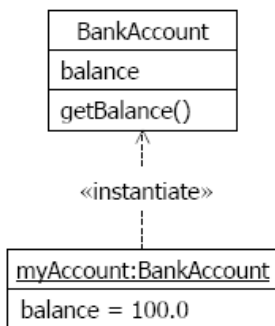 BankAccount
balance
getBalance()
«instantiate»
myAccount:BankAccount
balance = 100.0